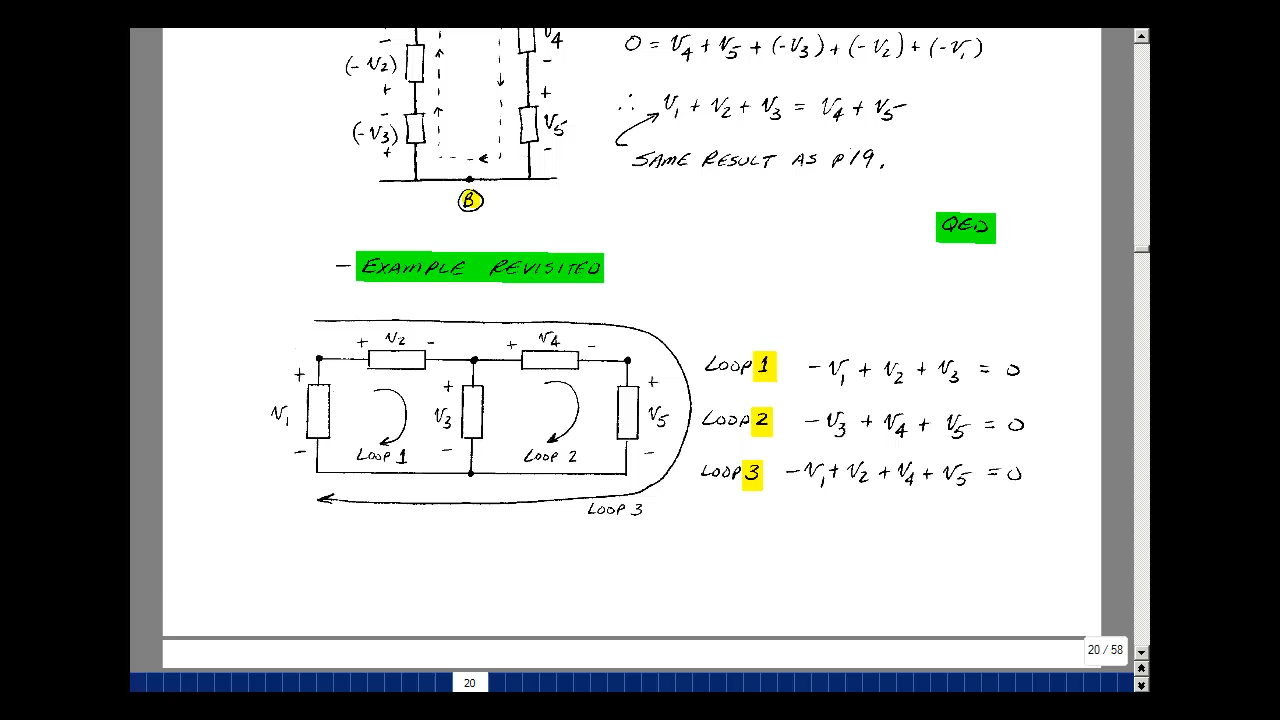 V4
-
0 = V4 + V5 + (-V3) + (-V2) + (-V1)
(-V2)
-
+
-
+
∴ V1 + V2 + V3 = V4 + V5
(-V3)
-
+
V5
-
SAME RESULT AS p19.
B
QED
- EXAMPLE REVISITED
+ V2 -
+ V4 -
LOOP 1 -V1 + V2 + V3 = 0
+
V1
-
+
V3
-
+
V5
-
LOOP 2 -V3 + V4 + V5 = 0
LOOP 1
LOOP 2
LOOP 3 -V1 + V2 + V4 + V5 = 0
LOOP 3
20 / 58
20